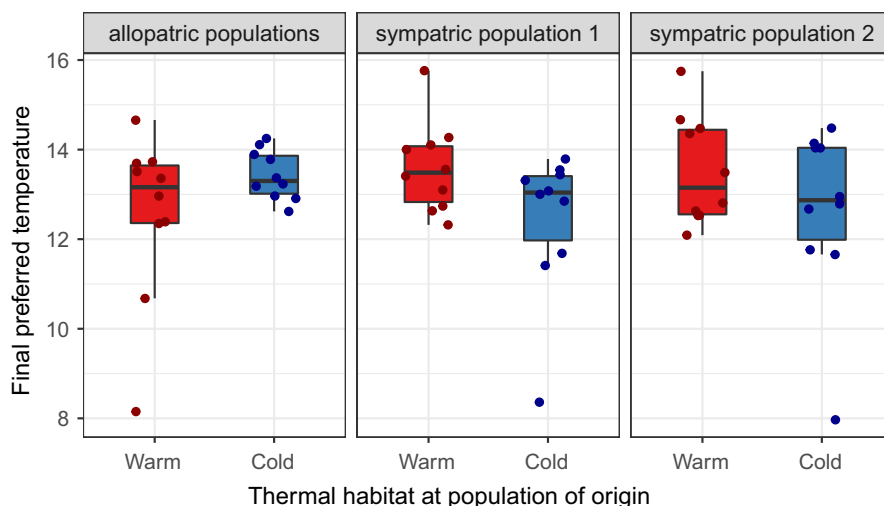 allopatric populations
sympatric population 1
sympatric population 2
16
14
12
10
8
Final preferred temperature
Warm
Cold
Warm
Cold
Warm
Cold
Thermal habitat at population of origin